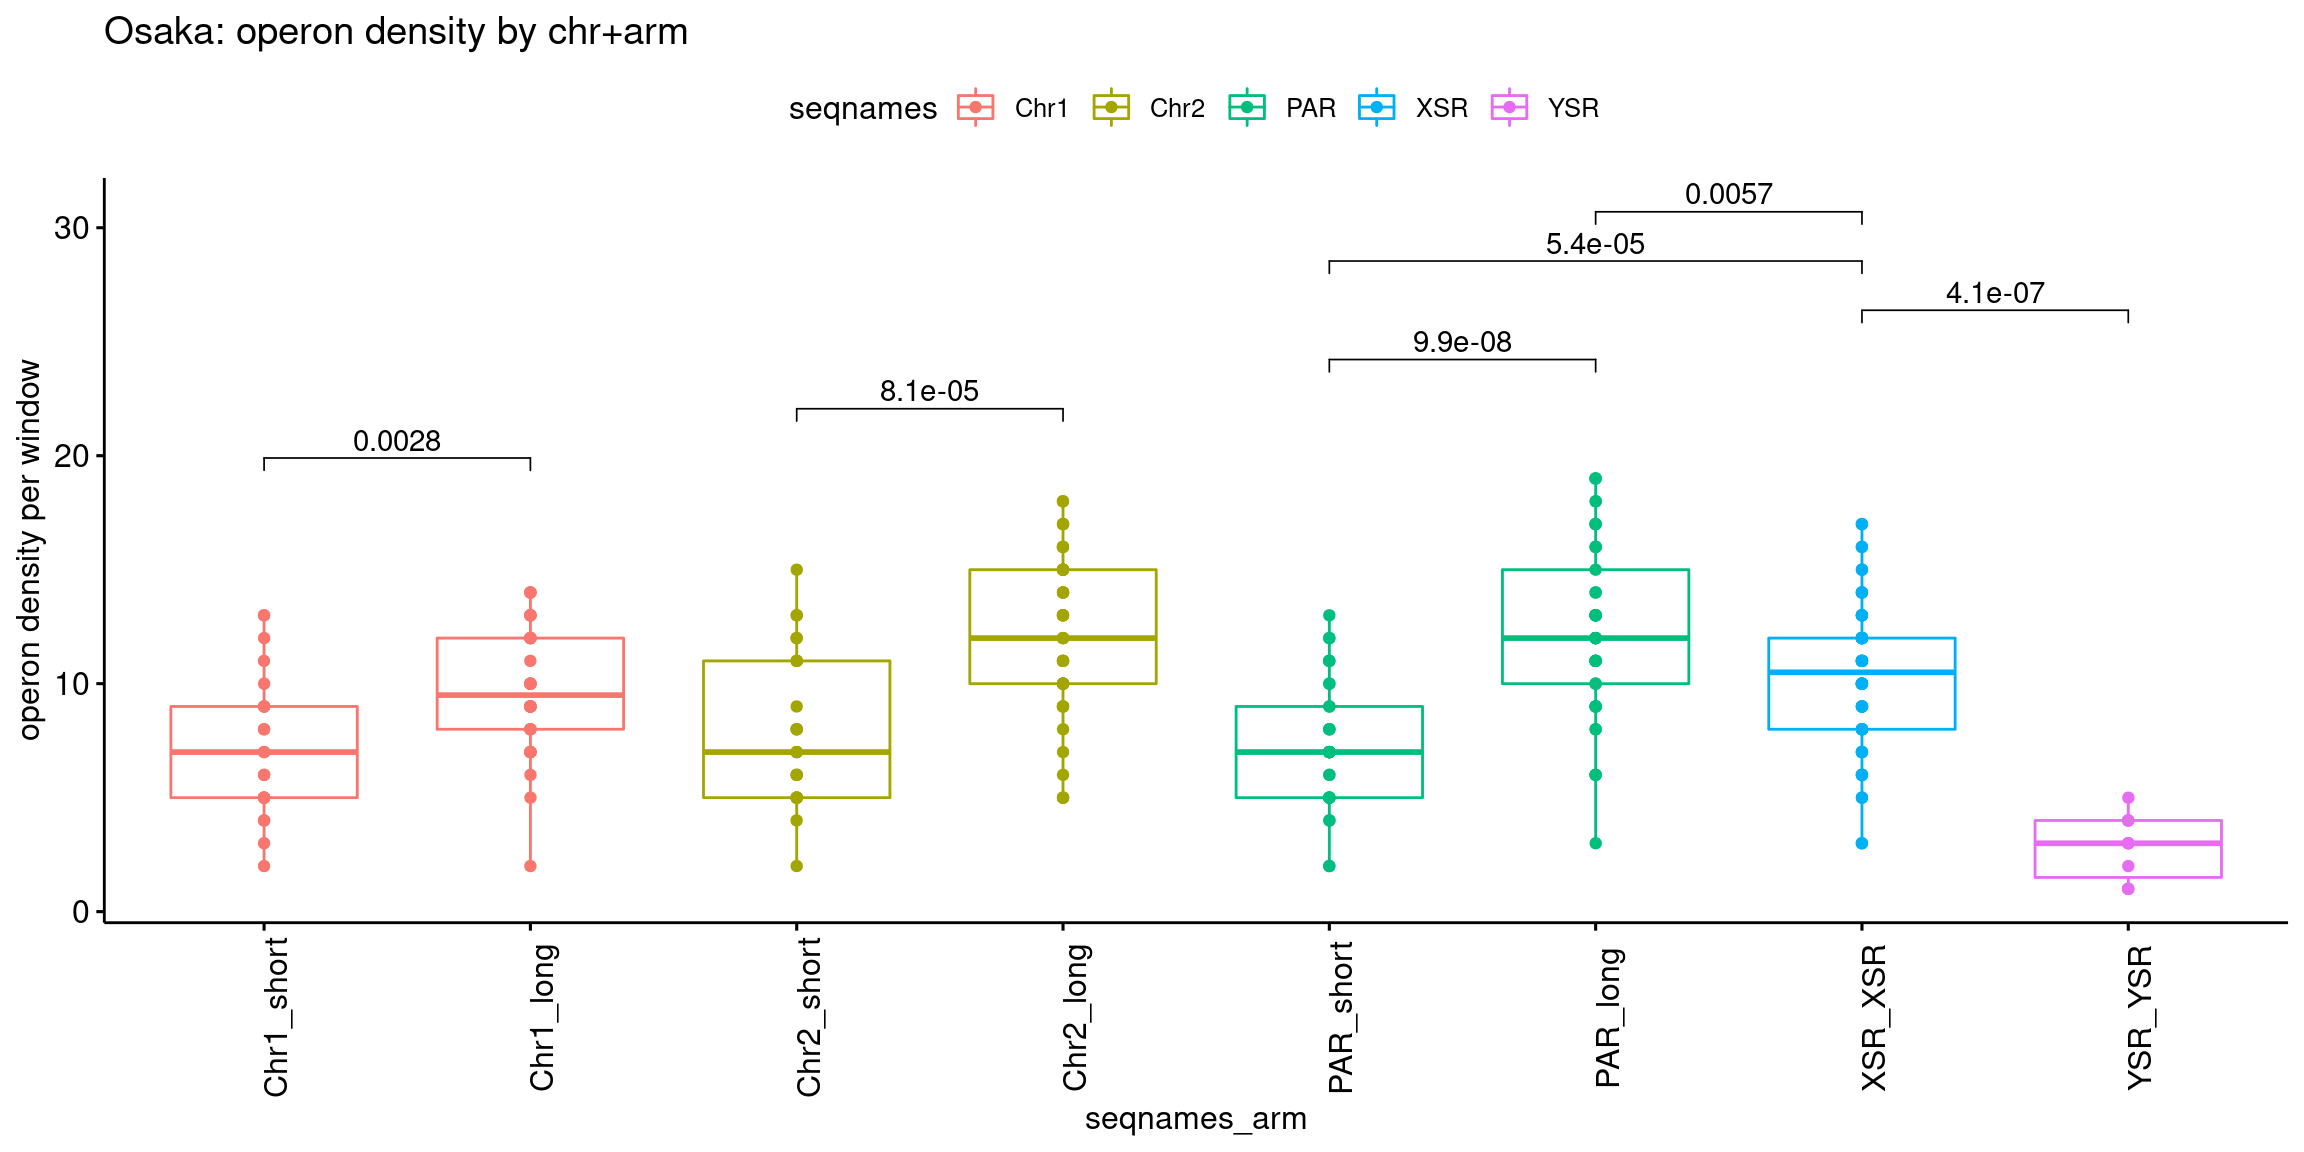 Osaka: operon density by chr+arm
seqnames Chr1 Chr2 PAR XSR YSR
operon density per window
30
20
10
0
0.0057
5.4e-05
4.1e-07
9.9e-08
8.1e-05
0.0028
Chr1_short
Chr1_long
Chr2_short
Chr2_long
PAR_short
PAR_long
XSR_XSR
YSR_YSR
seqnames_arm